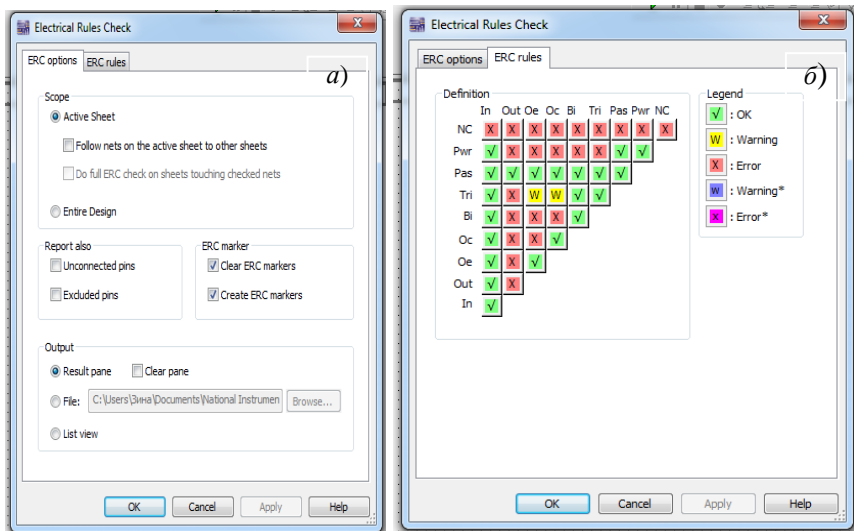 Electrical Rules Check
ERC options ERC rules
а)
Scope
Active Sheet
Follow nets on the active sheet to other sheets
Do full ERC check on sheets touching checked nets
Entire Design
Report also
Unconnected pins
Excluded pins
ERC marker
Clear ERC markers
Create ERC markers
Output
Result pane Clear pane
File: C:\Users\Зина\Documents\National Instrumen Browse...
List view
OK Cancel Apply Help
Electrical Rules Check
ERC options ERC rules
б)
Definition
In Out Oe Oc Bi Tri Pas Pwr NC
NC X X X X X X X X X
Pwr √ X X X X X √ √
Pas √ √ √ √ √ √ √
Tri √ X W W √ √
Bi √ X X X √
Oc √ X X √
Oe √ X √
Out √ X
In √
Legend
√ : OK
W : Warning
X : Error
W : Warning*
X : Error*
OK Cancel Apply Help